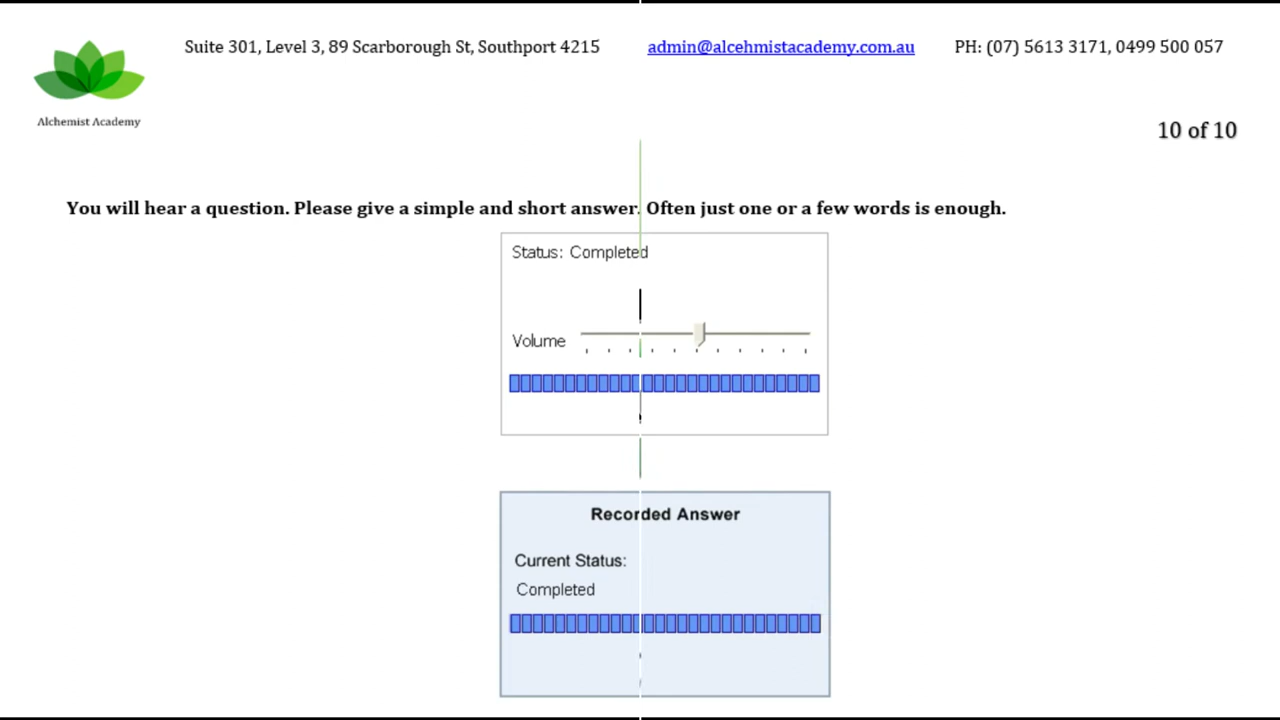 Suite 301, Level 3, 89 Scarborough St, Southport 4215 admin@alcehmistacademy.com.au PH: (07) 5613 3171, 0499 500 057
Alchemist Academy
10 of 10
You will hear a question. Please give a simple and short answer. Often just one or a few words is enough.
Status: Completed
Volume
Recorded Answer
Current Status:
Completed